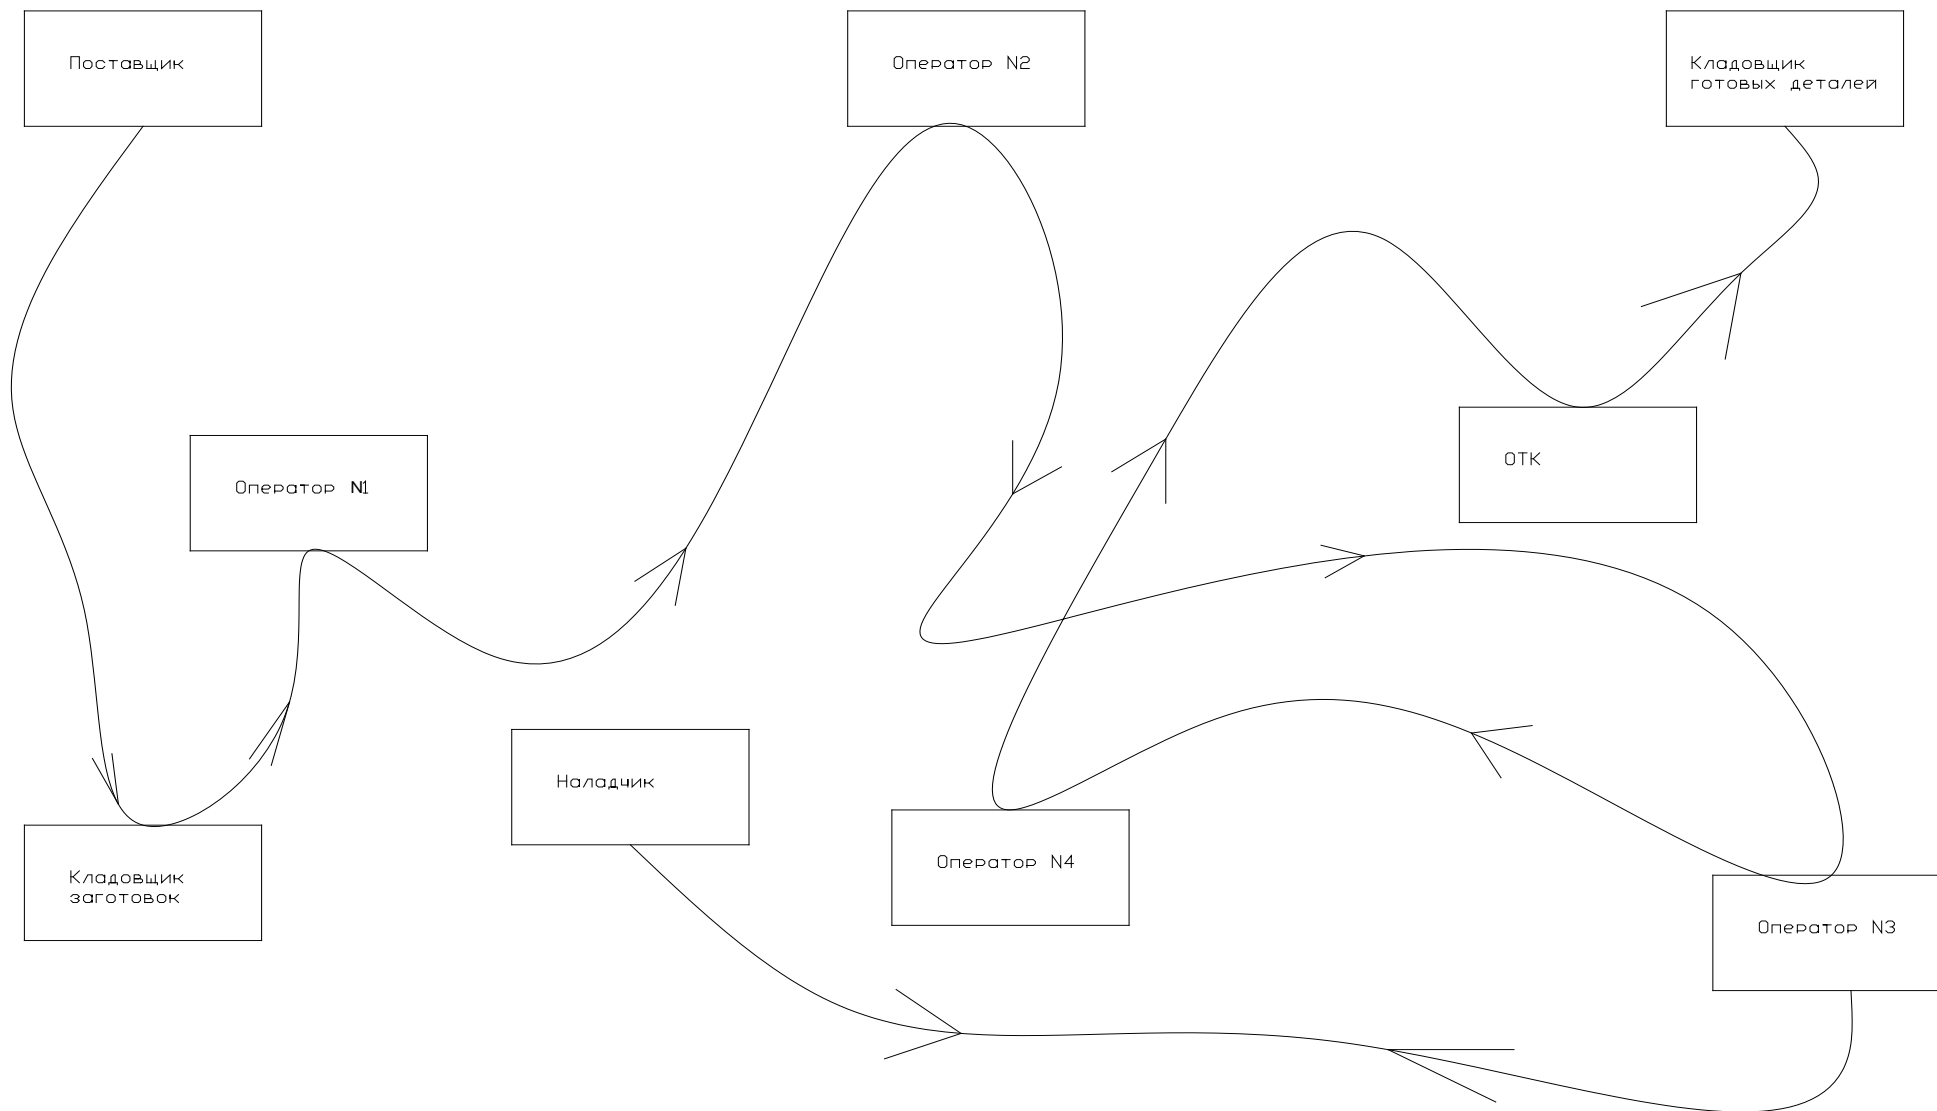 Поставщик
Оператор N2
Кладовщик
готовых деталей
ОТК
Оператор N1
Наладчик
Оператор N4
Кладовщик
заготовок
Оператор N3